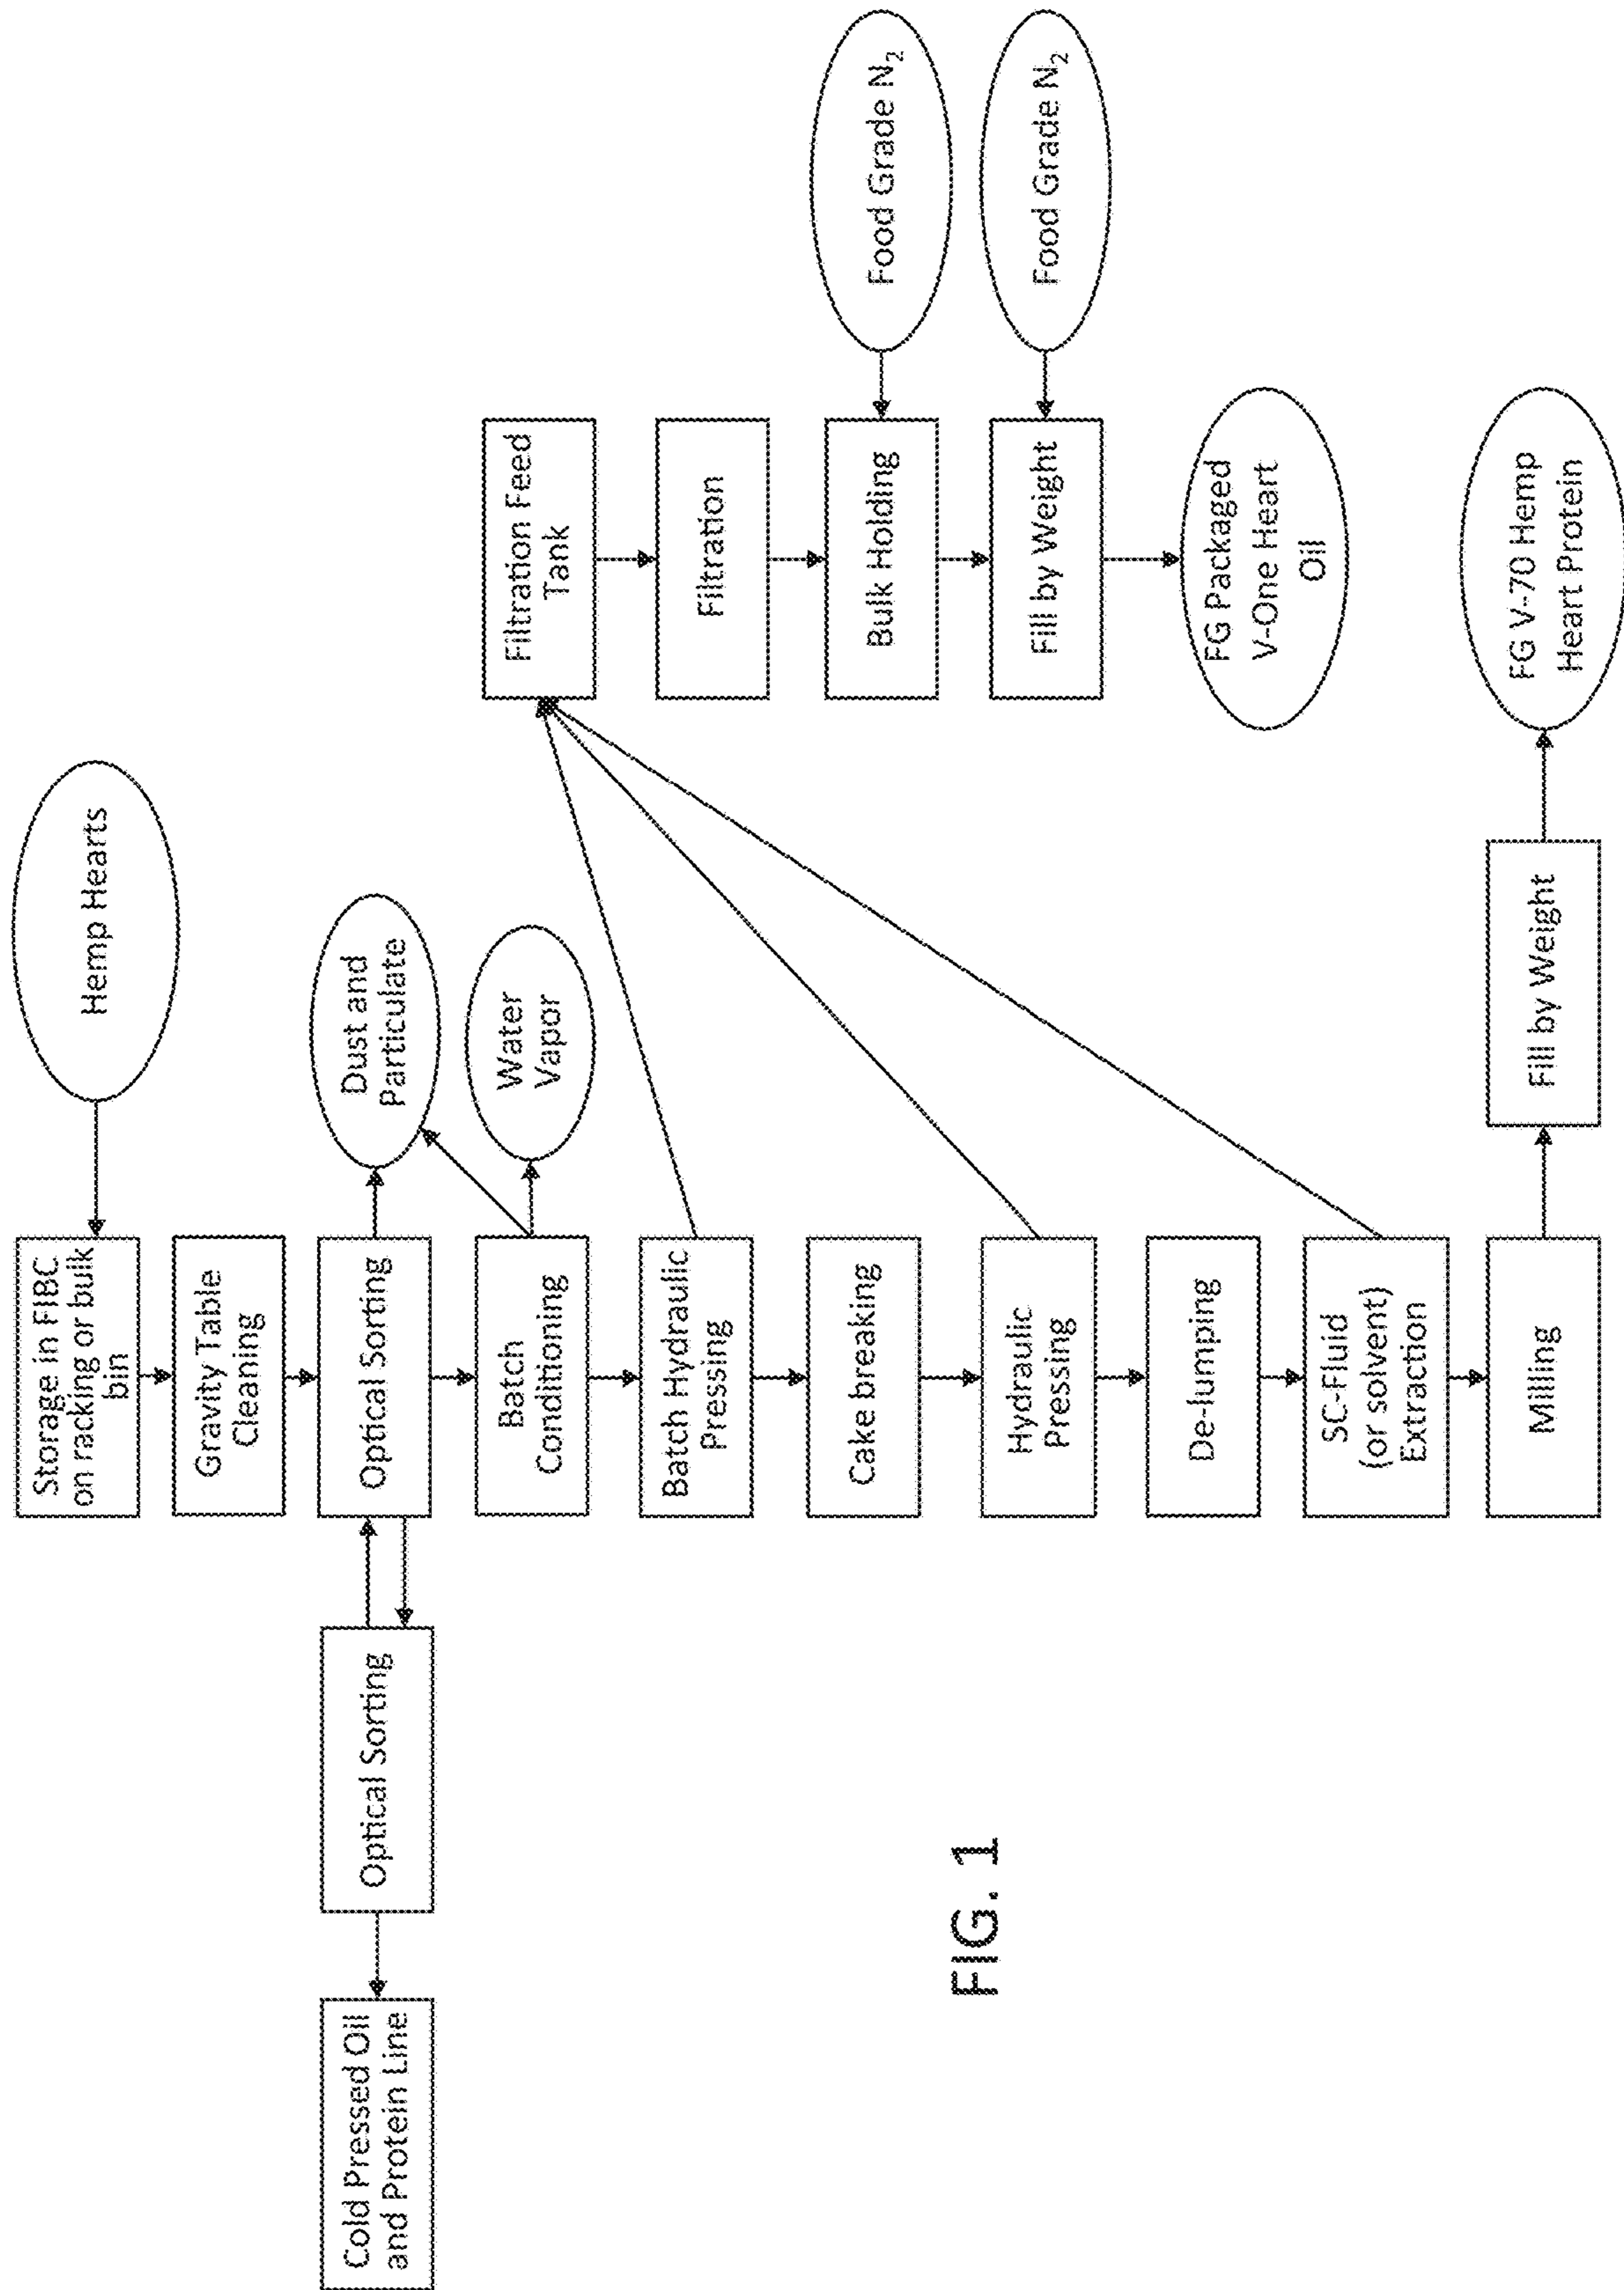 Hemp Hearts
Storage in FIBC
on racking or bulk
bin
Gravity Table
Cleaning
Cold Pressed Oil
and Protein Line
Optical Sorting
Optical Sorting
Dust and
Particulate
Batch
Conditioning
Water
Vapor
Batch Hydraulic
Pressing
Cake breaking
Hydraulic
Pressing
De-lumping
SC-Fluid
(or solvent)
Extraction
Milling
Fill by Weight
FG V-70 Hemp
Heart Protein
Filtration Feed
Tank
Filtration
Bulk Holding
Food Grade N₂
Fill by Weight
Food Grade N₂
FG Packaged
V-One Heart
Oil
FIG. 1